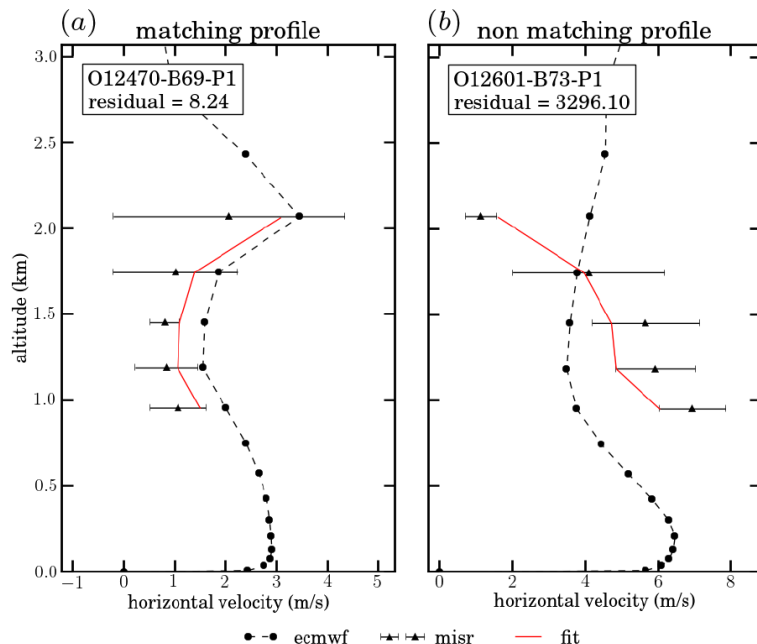 (a) matching profile
(b) non matching profile
O12470-B69-P1
residual = 8.24
O12601-B73-P1
residual = 3296.10
altitude (km)
3.0
2.5
2.0
1.5
1.0
0.5
0.0
−1 0 1 2 3 4 5
horizontal velocity (m/s)
0 2 4 6 8
horizontal velocity (m/s)
ecmwf misr fit